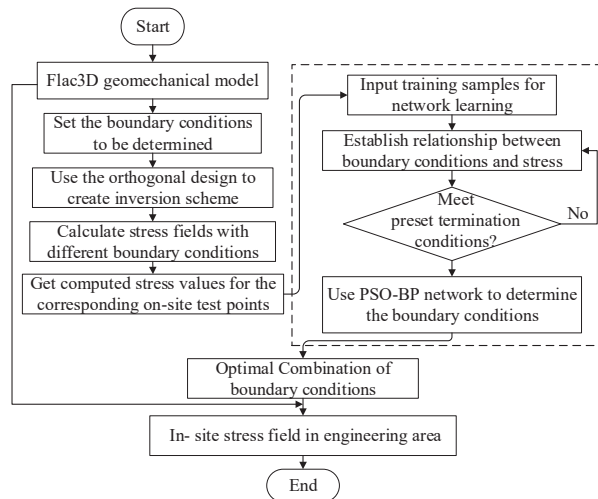 Start
Flac3D geomechanical model
Set the boundary conditions
to be determined
Use the orthogonal design to
create inversion scheme
Calculate stress fields with
different boundary conditions
Get computed stress values for the
corresponding on-site test points
Input training samples for
network learning
Establish relationship between
boundary conditions and stress
Meet
preset termination
conditions?
No
Use PSO-BP network to determine
the boundary conditions
Optimal Combination of
boundary conditions
In- site stress field in engineering area
End